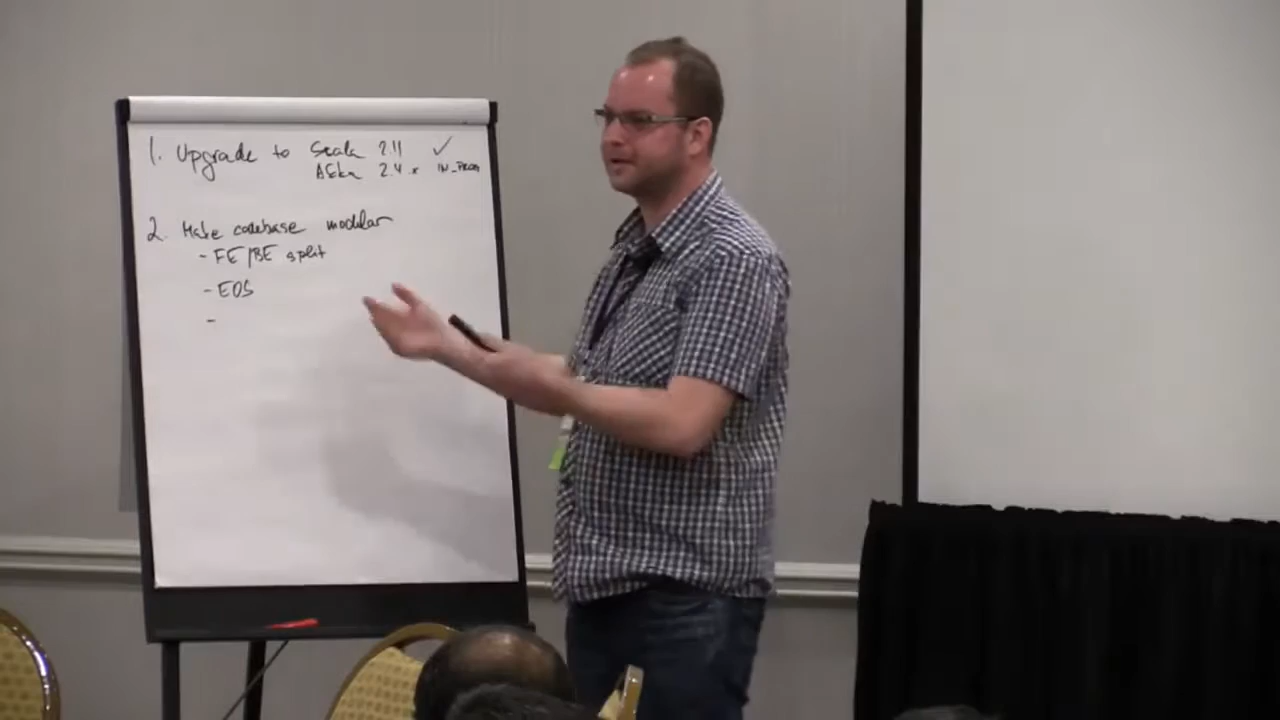 1. Upgrade to Scala 2.11 ✓
Akka 2.4.x IN_PROG
2. Make codebase modular
- FE/BE split
- EOS
-